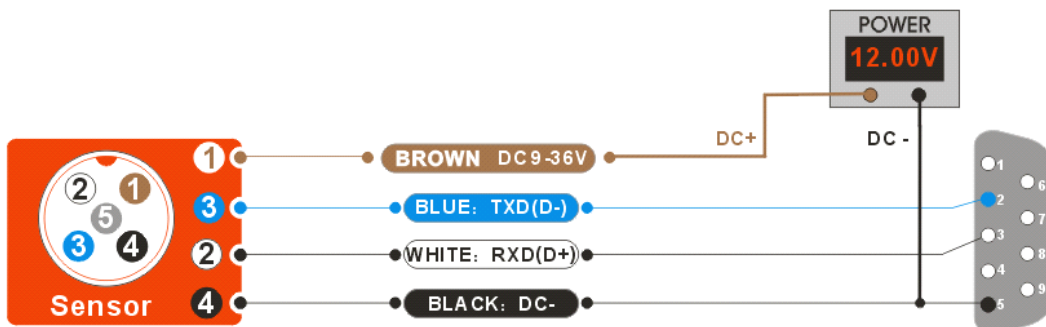 POWER
12.00V
DC+
DC -
1
BROWN DC9-36V
2
1
5
3
4
3
BLUE: TXD(D-)
2
WHITE: RXD(D+)
Sensor
4
BLACK: DC-
1
6
2
7
3
8
4
9
5